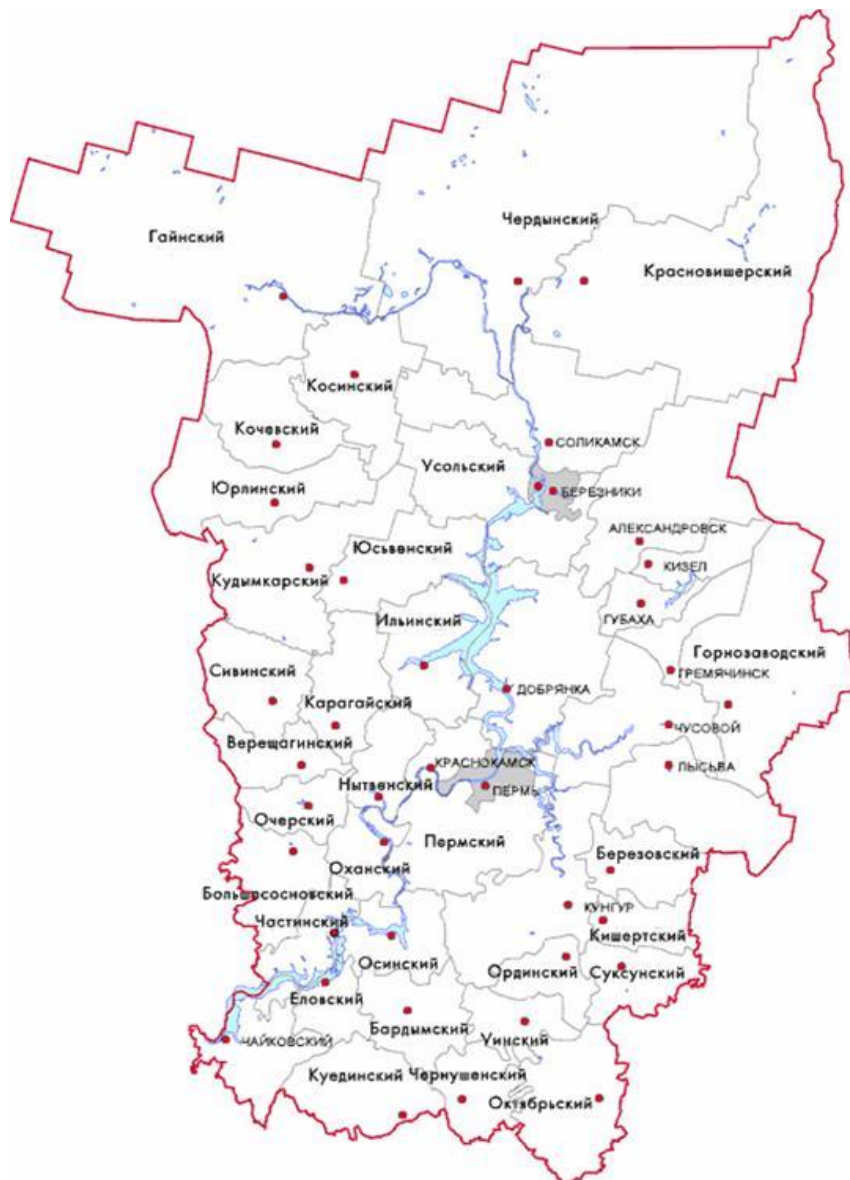 Чердынский
Гайнский
Красновишерский
Косинский
Кочевский
СОЛИКАМСК
Усольский
Юрлинский
БЕРЕЗНИКИ
АЛЕКСАНДРОВСК
Юсьвенский
КИЗЕЛ
Кудымкарский
ГУБАХА
Ильинский
Горнозаводский
Сивинский
ГРЕМЯЧИНСК
ДОБРЯНКА
Карагайский
ЧУСОВОЙ
Верещагинский
КРАСНОКАМСК
ЛЫСЬВА
Нытвенский
ПЕРМЬ
Очерский
Пермский
Березовский
Оханский
Большесосновский
КУНГУР
Частинский
Кишертский
Осинский
Ординский
Суксунский
Еловский
Бардымский
Уинский
ЧАЙКОВСКИЙ
Куединский
Чернушенский
Октябрьский